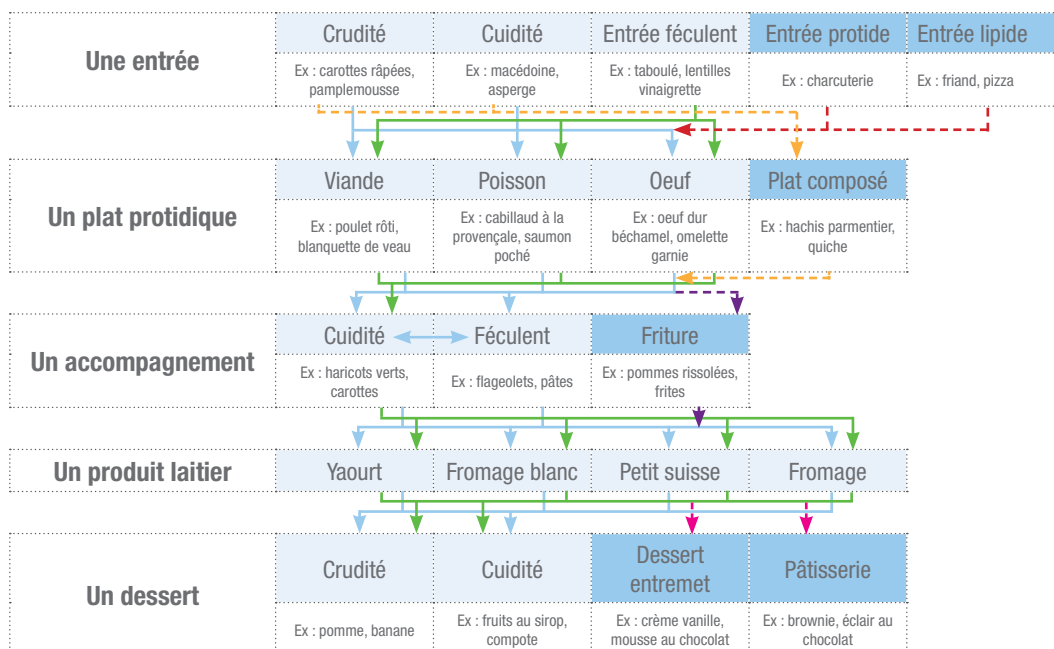 Une entrée
Crudité
Ex : carottes râpées,
pamplemousse
Cuidité
Ex : macédoine,
asperge
Entrée féculent
Ex : taboulé, lentilles
vinaigrette
Entrée protide
Ex : charcuterie
Entrée lipide
Ex : friand, pizza
Un plat protidique
Viande
Ex : poulet rôti,
blanquette de veau
Poisson
Ex : cabillaud à la
provençale, saumon
poché
Oeuf
Ex : oeuf dur
béchamel, omelette
garnie
Plat composé
Ex : hachis parmentier,
quiche
Un accompagnement
Cuidité
Ex : haricots verts,
carottes
Féculent
Ex : flageolets, pâtes
Friture
Ex : pommes rissolées,
frites
Un produit laitier
Yaourt
Fromage blanc
Petit suisse
Fromage
Un dessert
Crudité
Ex : pomme, banane
Cuidité
Ex : fruits au sirop,
compote
Dessert
entremet
Ex : crème vanille,
mousse au chocolat
Pâtisserie
Ex : brownie, éclair au
chocolat